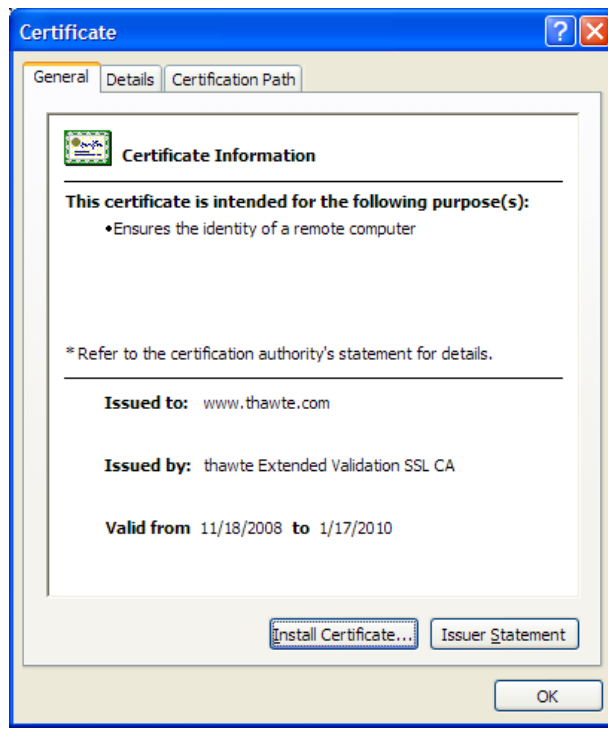 Certificate
General Details Certification Path
Certificate Information
This certificate is intended for the following purpose(s):
•Ensures the identity of a remote computer
* Refer to the certification authority's statement for details.
Issued to: www.thawte.com
Issued by: thawte Extended Validation SSL CA
Valid from 11/18/2008 to 1/17/2010
Install Certificate... Issuer Statement
OK